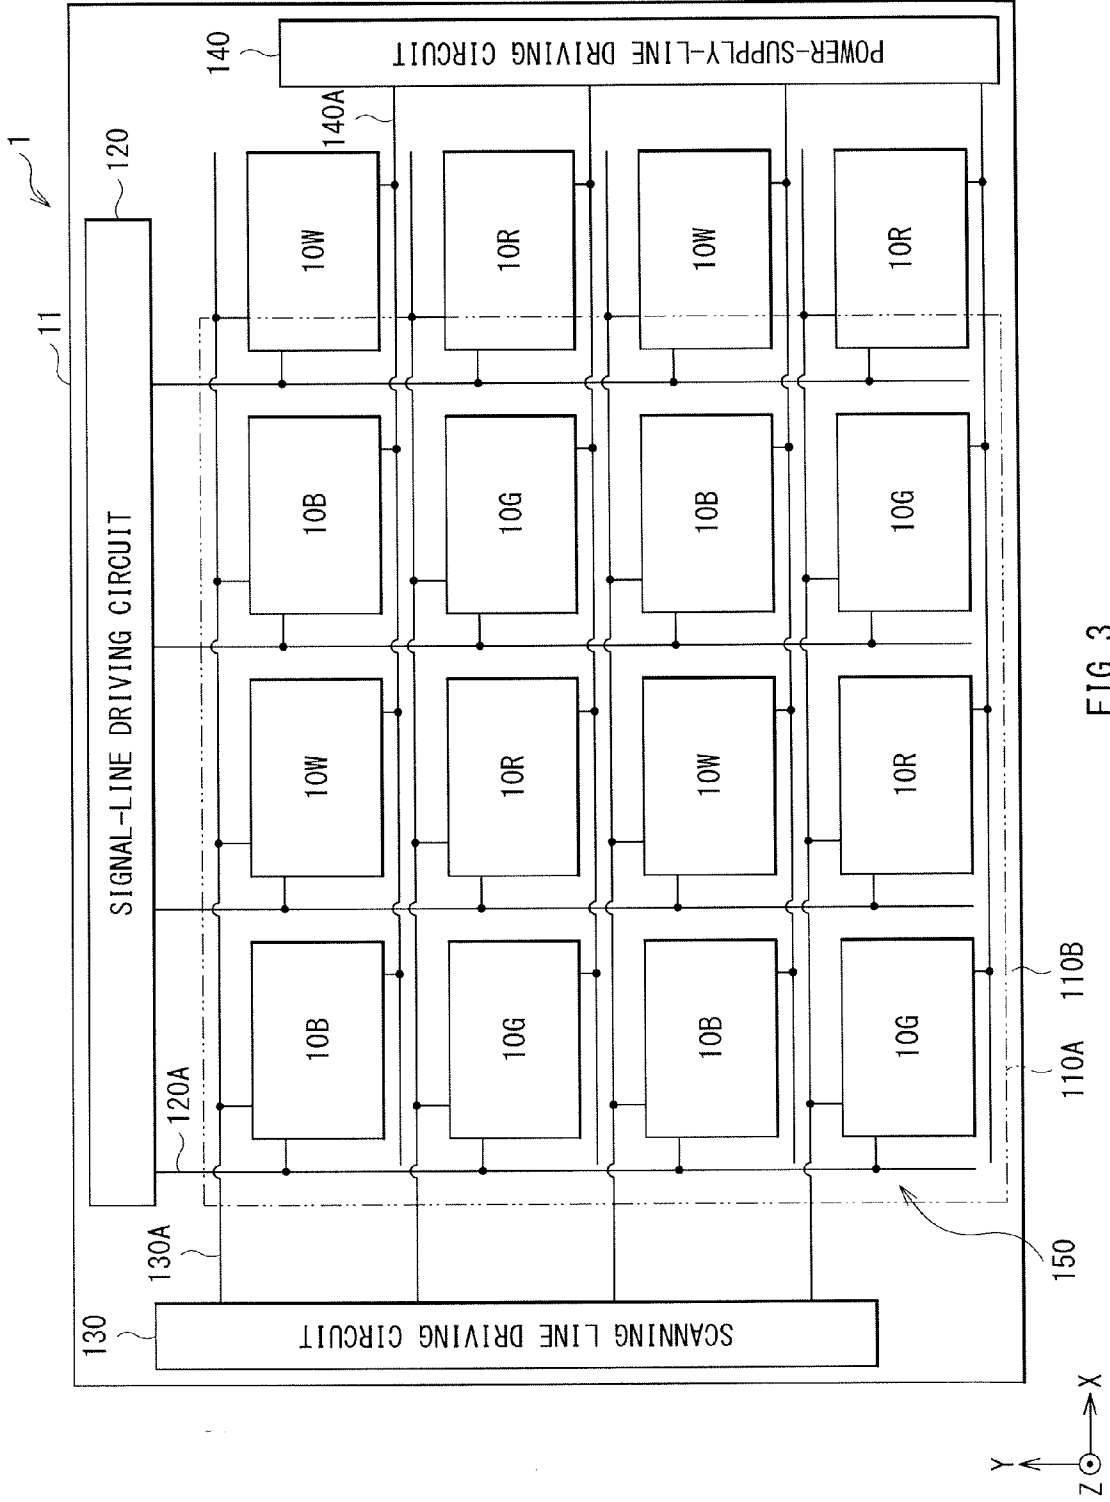 1
11
120
SIGNAL-LINE DRIVING CIRCUIT
130
130A
120A
140
140A
SCANNING LINE DRIVING CIRCUIT
POWER-SUPPLY-LINE DRIVING CIRCUIT
10B 10W 10B 10W
10G 10R 10G 10R
10B 10W 10B 10W
10G 10R 10G 10R
150
110A
110B
Y
Z
X
FIG. 3